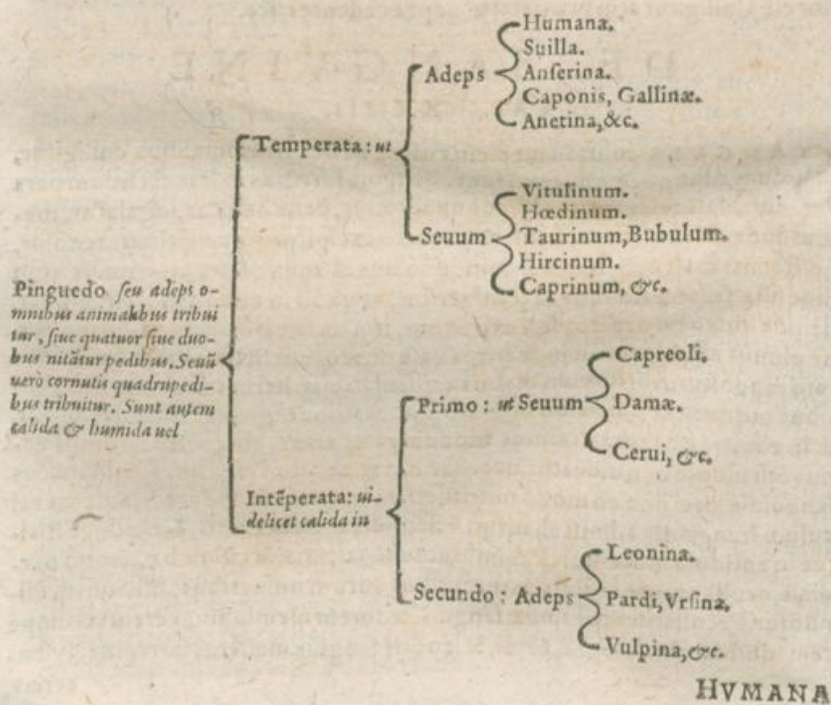 Humanæ.
Suilla.
Adeps
Anſerina.
Caponis, Gallinæ.
Anetina, &c.
Temperata: ut
Vitulinum.
Hœdinum.
Seuum
Taurinum, Bubulum.
Hircinum.
Caprinum, &c.
Pinguedo ſeu adeps o-
mnibus animalibus tribui
tur, ſiue quatuor ſiue duo-
bus nitātur pedibus. Seuū
uerò cornutis quadrupedi-
bus tribuitur. Sunt autem
calida & humida uel
Capreoli.
Primo: ut Seuum
Damæ.
Cerui, &c.
Intēperata: ui-
delicet calida in
Leonina.
Secundo: Adeps
Pardi, Vrſinæ.
Vulpina, &c.
HVMANA